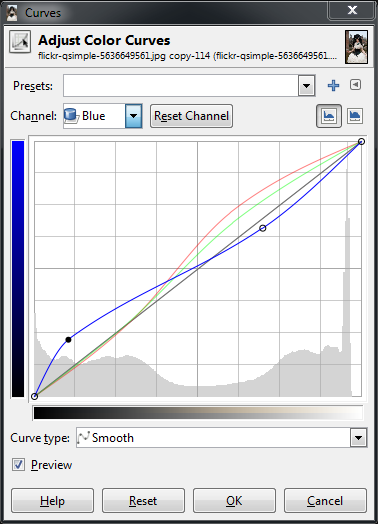 Curves
Adjust Color Curves
flickr-qsimple-5636649561.jpg copy-114 (flickr-qsimple-5636649561....
Presets:
Channel: Blue Reset Channel
Curve type: Smooth
Preview
Help Reset OK Cancel